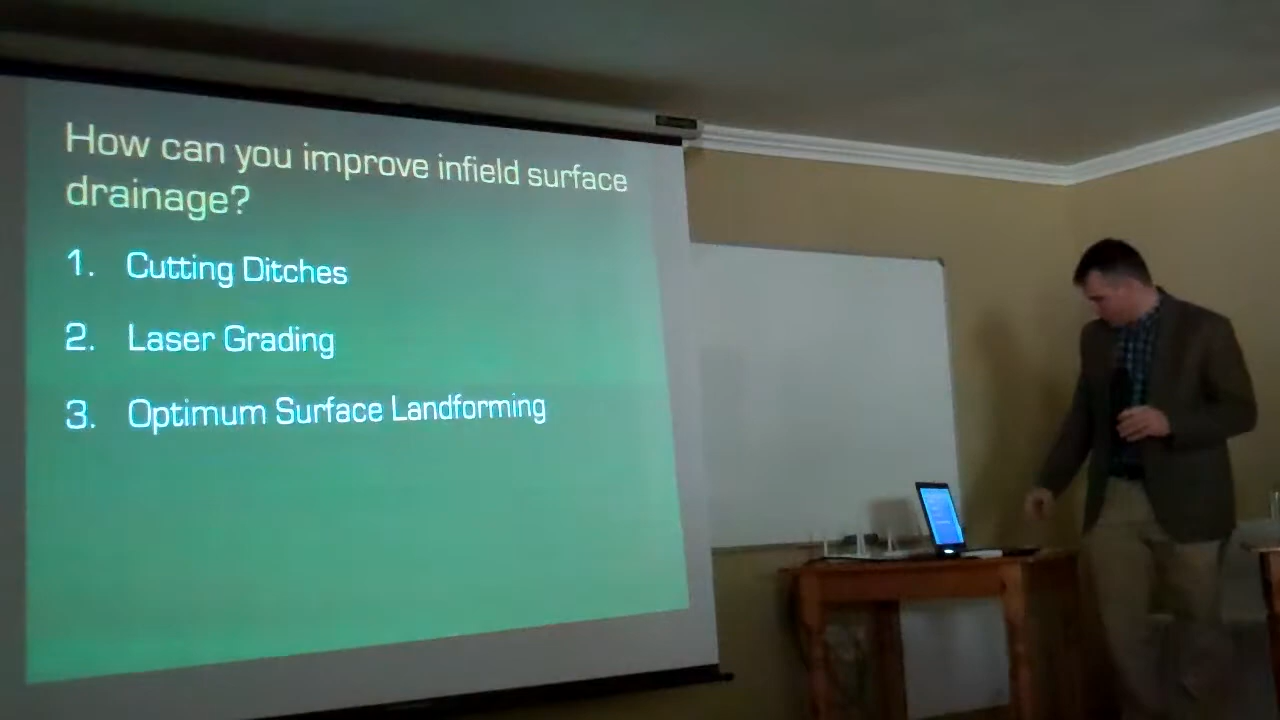 How can you improve infield surface
drainage?
1. Cutting Ditches
2. Laser Grading
3. Optimum Surface Landforming